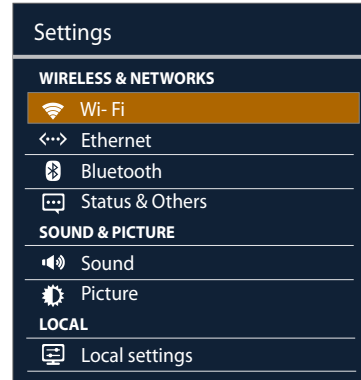 Settings
WIRELESS & NETWORKS
Wi- Fi
Ethernet
Bluetooth
Status & Others
SOUND & PICTURE
Sound
Picture
LOCAL
Local settings